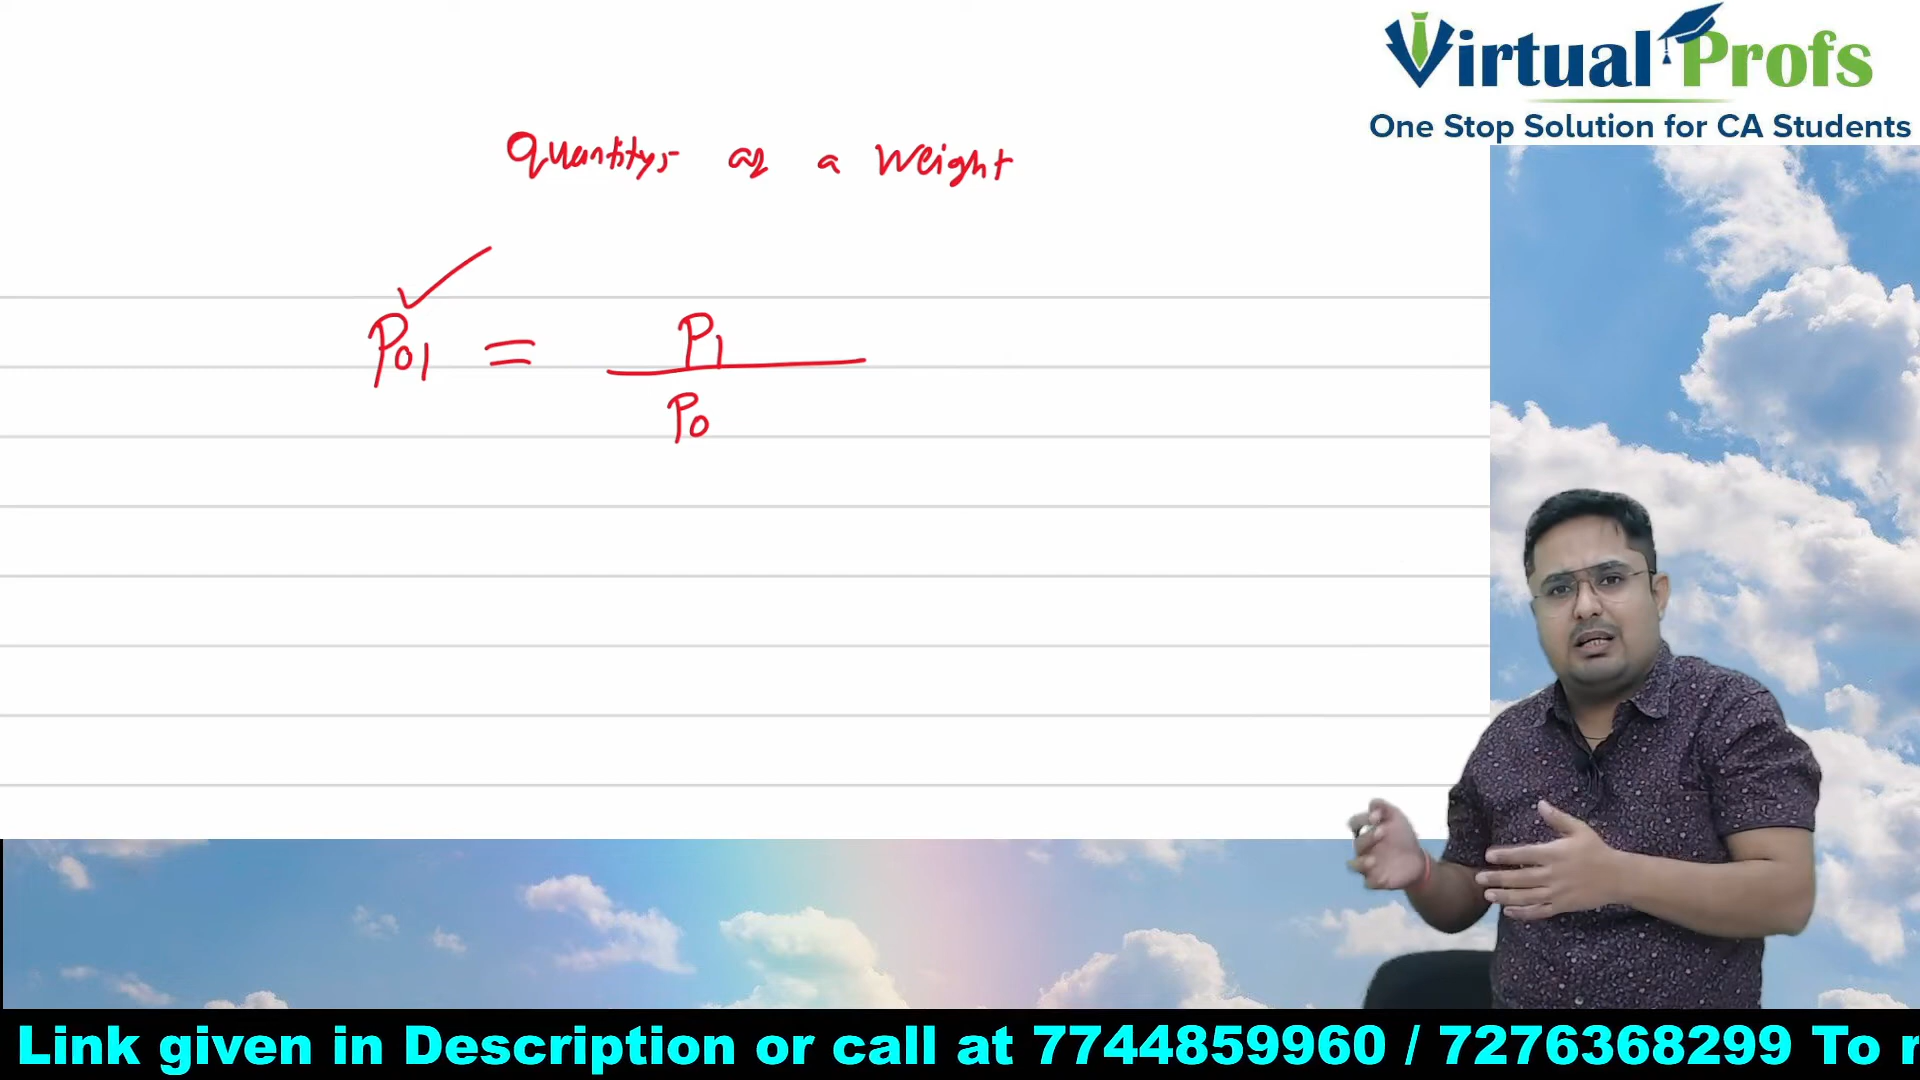 Virtual Profs
One Stop Solution for CA Students
Quantity as a Weight
P01 = P1
P0
Link given in Description or call at 7744859960 / 7276368299 To